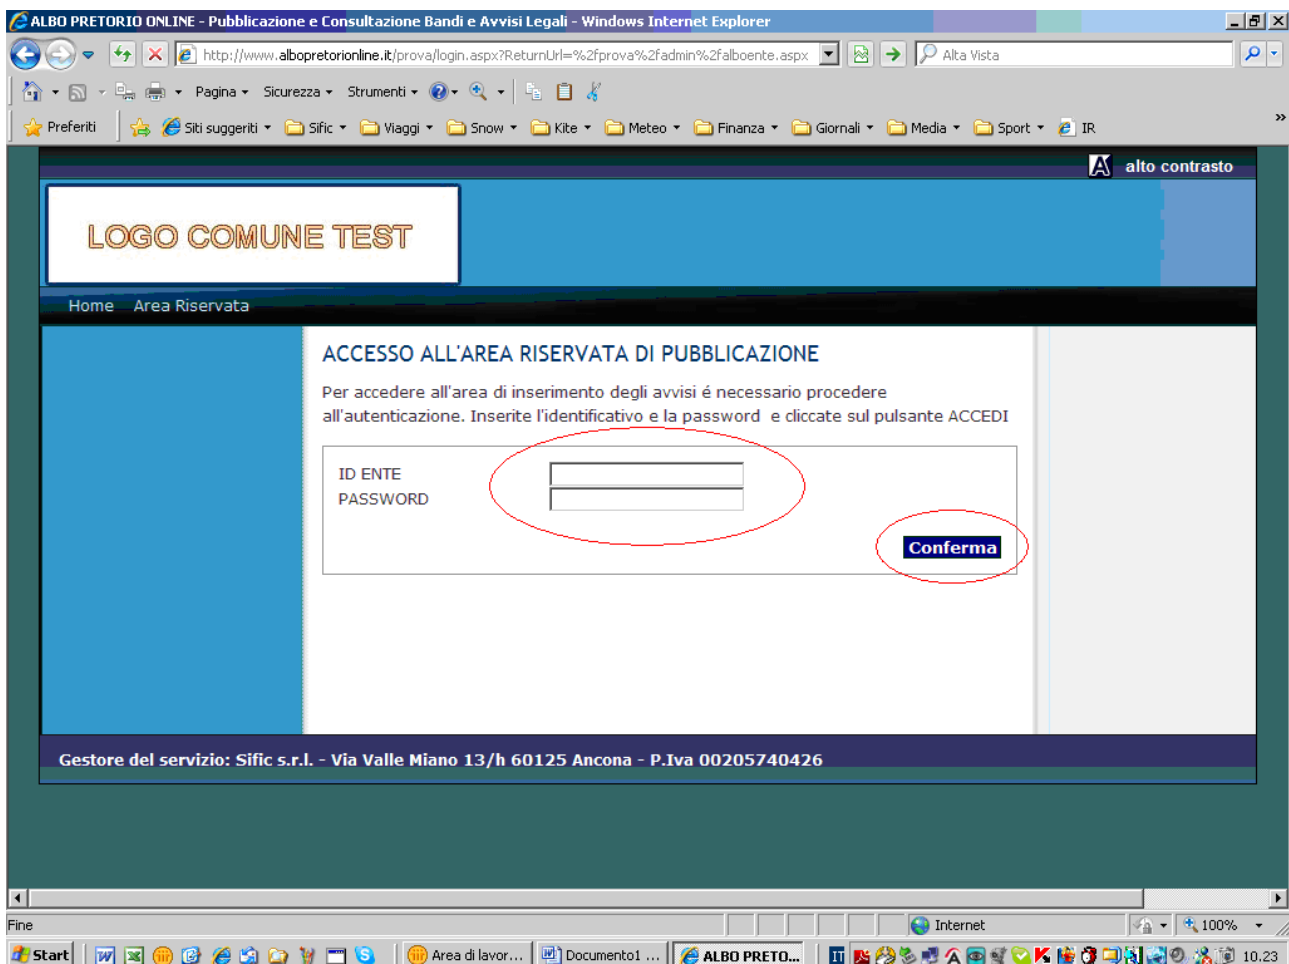 ALBO PRETORIO ONLINE - Pubblicazione e Consultazione Bandi e Avvisi Legali - Windows Internet Explorer
http://www.albopretorionline.it/prova/login.aspx?ReturnUrl=%2fprova%2fadmin%2falboente.aspx
Alta Vista
Pagina Sicurezza Strumenti
Preferiti Siti suggeriti Sific Viaggi Snow Kite Meteo Finanza Giornali Media Sport IR »
alto contrasto
LOGO COMUNE TEST
Home Area Riservata
ACCESSO ALL'AREA RISERVATA DI PUBBLICAZIONE
Per accedere all'area di inserimento degli avvisi é necessario procedere
all'autenticazione. Inserite l'identificativo e la password e cliccate sul pulsante ACCEDI
ID ENTE
PASSWORD
Conferma
Gestore del servizio: Sific s.r.l. - Via Valle Miano 13/h 60125 Ancona - P.Iva 00205740426
Fine
Internet
100%
Start
Area di lavor...
Documento1 ...
ALBO PRETO...
IT
10.23